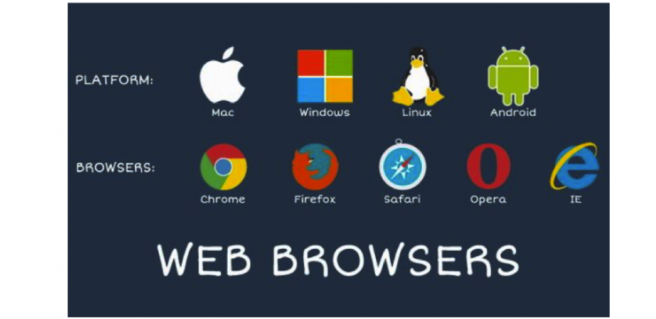 PLATFORM:
Mac Windows Linux Android
BROWSERS:
Chrome Firefox Safari Opera IE
WEB BROWSERS